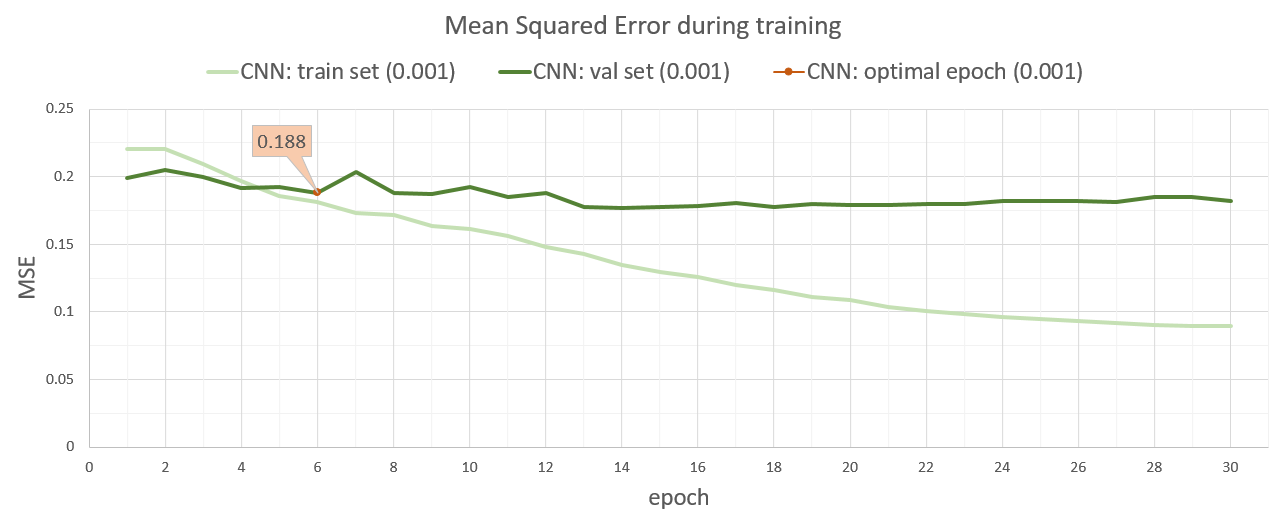 Mean Squared Error during training
CNN: train set (0.001) CNN: val set (0.001) CNN: optimal epoch (0.001)
0.25
0.188
0.2
0.15
MSE
0.1
0.05
0
0 2 4 6 8 10 12 14 16 18 20 22 24 26 28 30
epoch